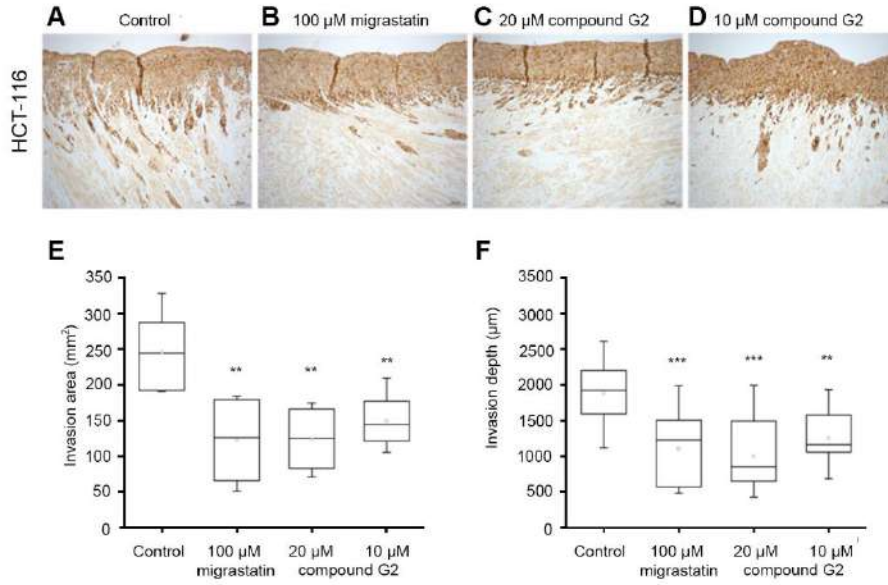 A Control
B 100 µM migrastatin
C 20 µM compound G2
D 10 µM compound G2
HCT-116
E
350
300
250
200
150
100
50
0
Invasion area (mm²)
** ** **
Control 100 µM 20 µM 10 µM
migrastatin compound G2
F
3500
3000
2500
2000
1500
1000
500
0
Invasion depth (µm)
*** *** **
Control 100 µM 20 µM 10 µM
migrastatin compound G2